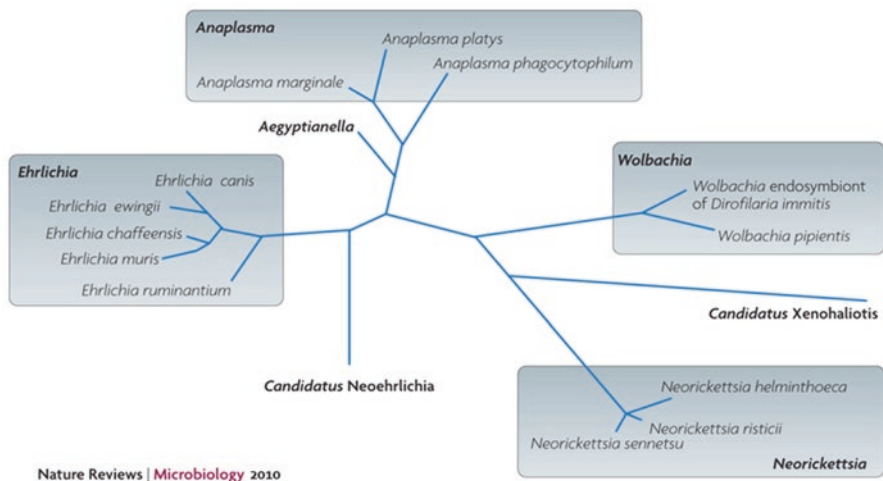 Anaplasma
Anaplasma platys
Anaplasma phagocytophilum
Anaplasma marginale
Aegyptianella
Ehrlichia
Ehrlichia canis
Ehrlichia ewingii
Ehrlichia chaffeensis
Ehrlichia muris
Ehrlichia ruminantium
Wolbachia
Wolbachia endosymbiont
of Dirofilaria immitis
Wolbachia pipientis
Candidatus Xenohaliotis
Candidatus Neoehrlichia
Neorickettsia helminthoeca
Neorickettsia risticii
Neorickettsia sennetsu
Neorickettsia
Nature Reviews | Microbiology 2010